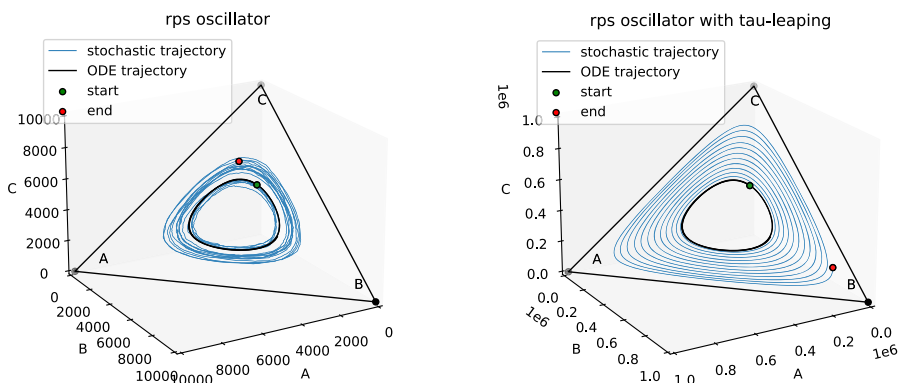 rps oscillator
stochastic trajectory
ODE trajectory
start
end
C
10000
8000
6000
4000
2000
0
C
A
B
0
2000
4000
6000
8000
10000
B
10000
8000
6000
4000
2000
0
A
rps oscillator with tau-leaping
stochastic trajectory
ODE trajectory
start
end
1e6
C
1.0
0.8
0.6
0.4
0.2
0.0
C
A
B
0.0
0.2
0.4
0.6
0.8
1.0
1e6
B
1.0
0.8
0.6
0.4
0.2
0.0
1e6
A